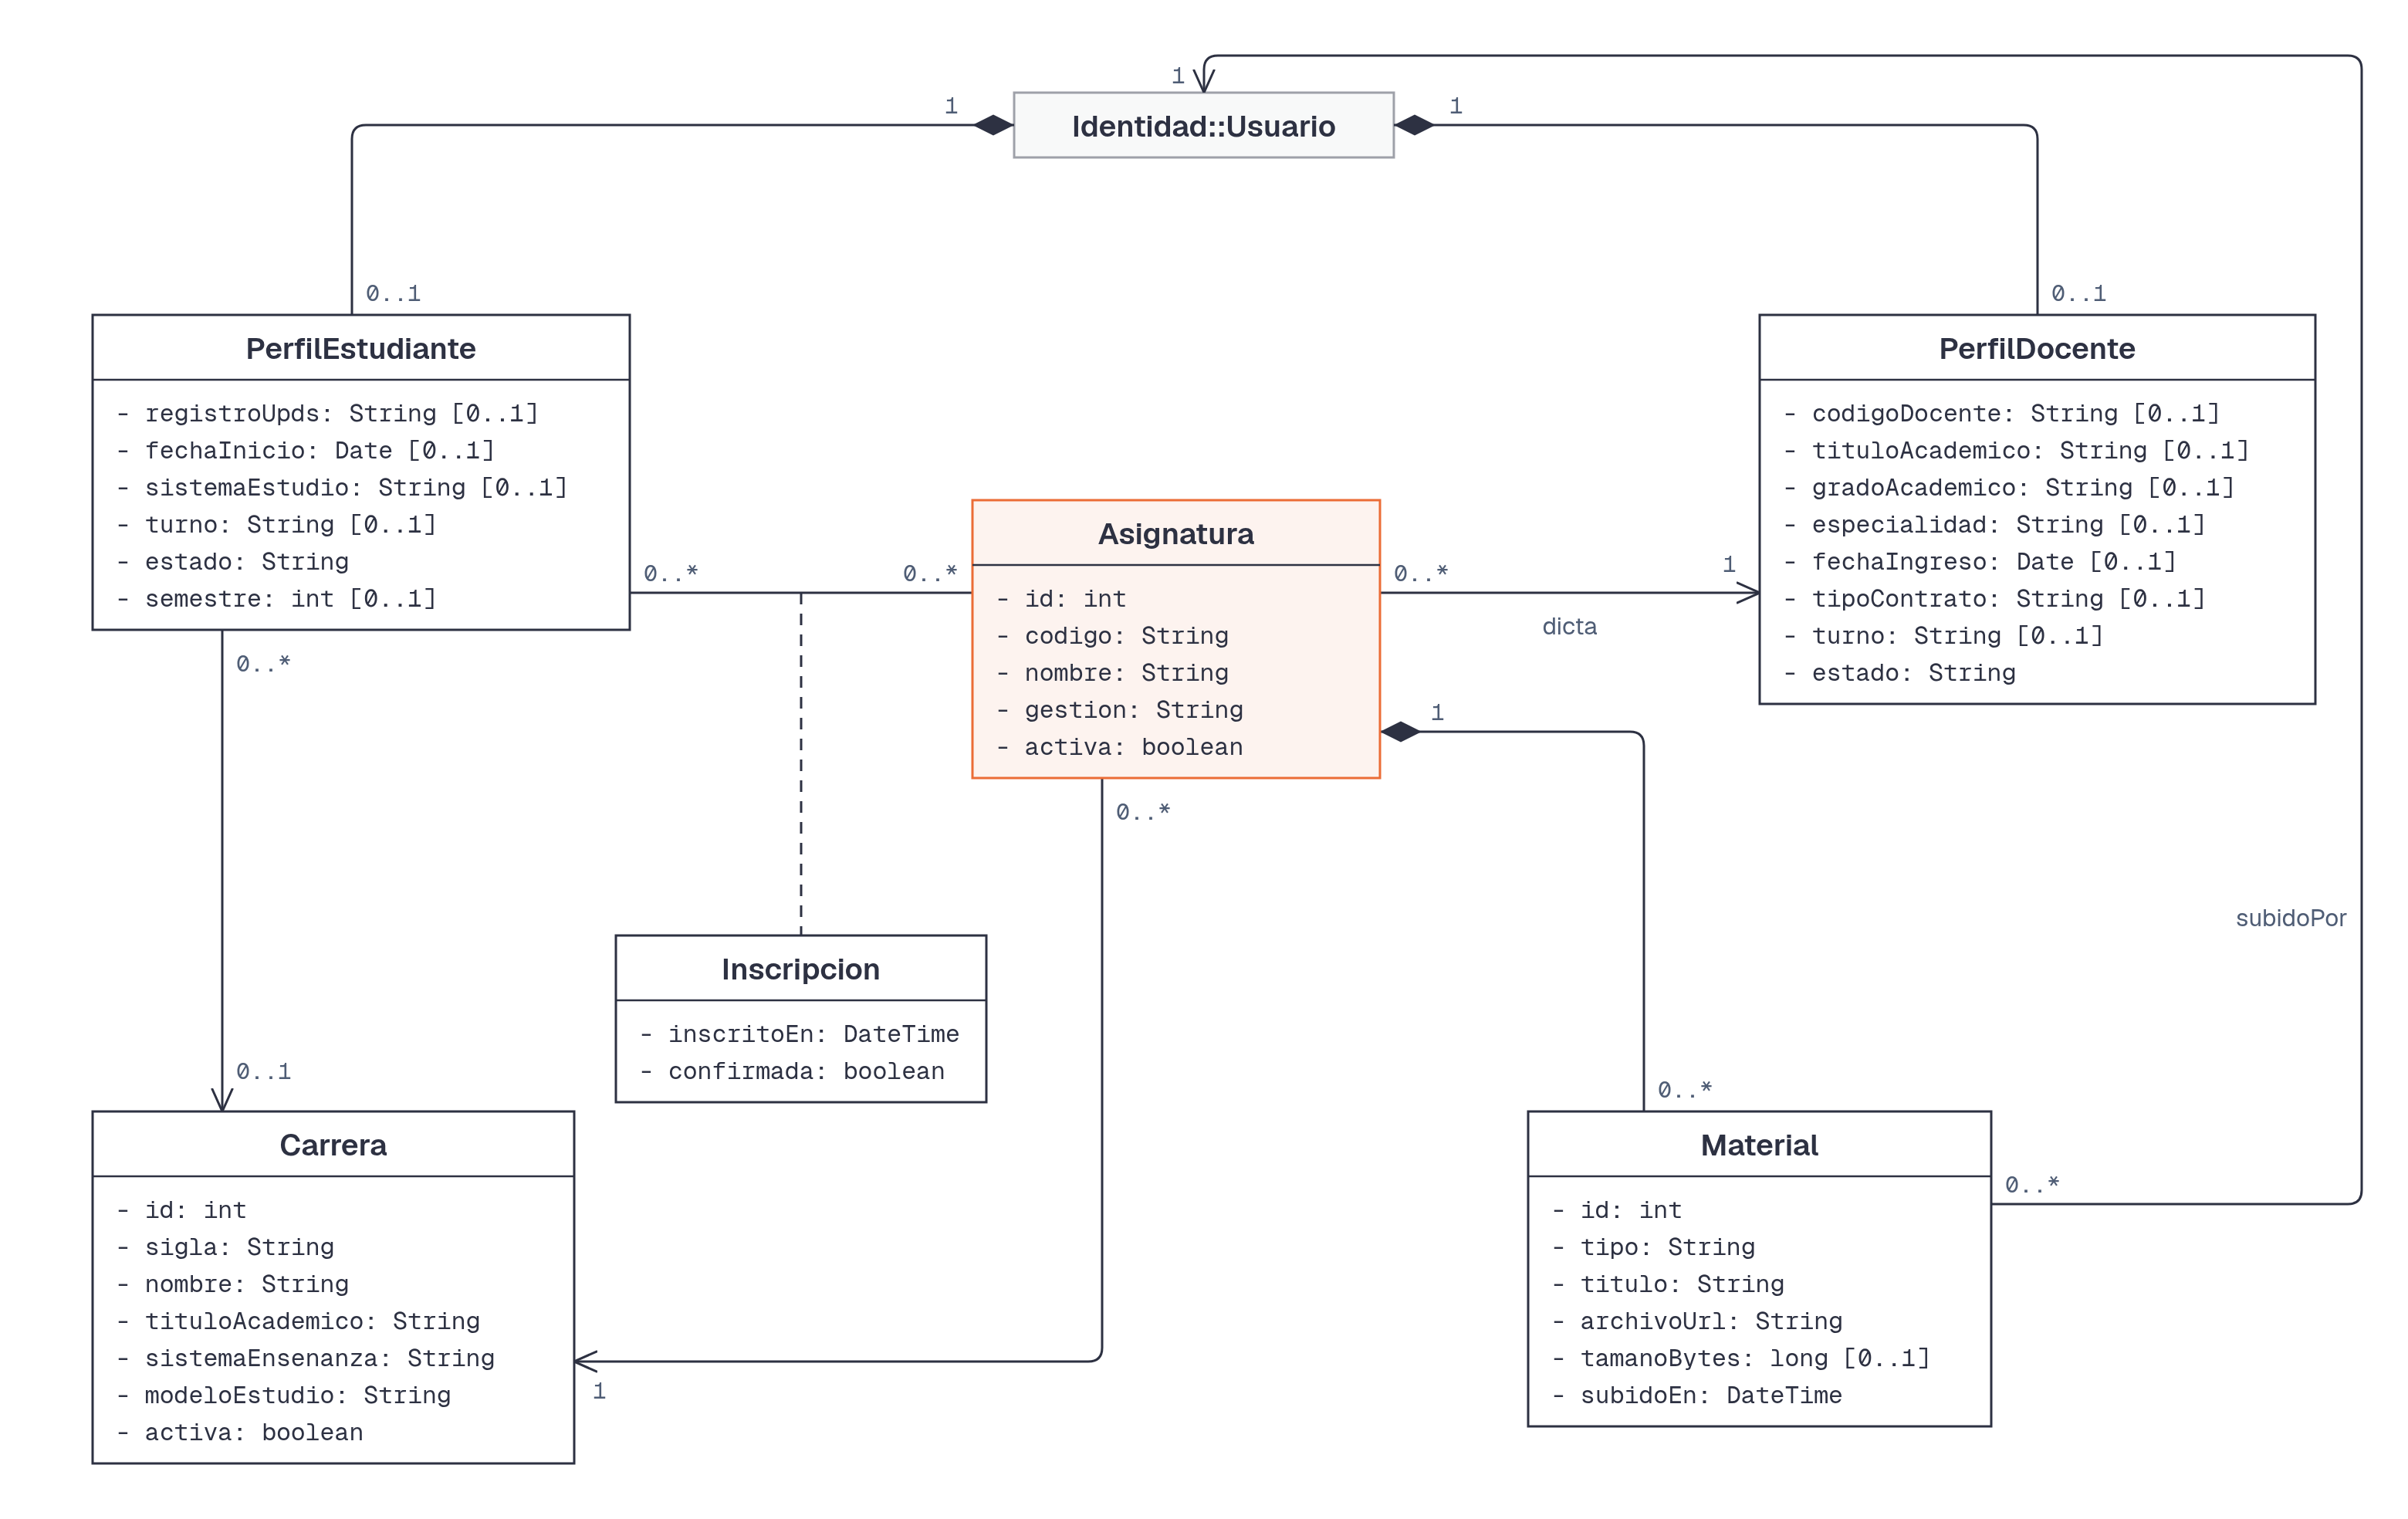 1
1
Identidad::Usuario
1
0..1
0..1
PerfilEstudiante
- registroUpds: String [0..1]
- fechaInicio: Date [0..1]
- sistemaEstudio: String [0..1]
- turno: String [0..1]
- estado: String
- semestre: int [0..1]
PerfilDocente
- codigoDocente: String [0..1]
- tituloAcademico: String [0..1]
- gradoAcademico: String [0..1]
- especialidad: String [0..1]
- fechaIngreso: Date [0..1]
- tipoContrato: String [0..1]
- turno: String [0..1]
- estado: String
0..*
0..*
Asignatura
- id: int
- codigo: String
- nombre: String
- gestion: String
- activa: boolean
0..*
1
dicta
1
0..*
0..*
subidoPor
Inscripcion
- inscritoEn: DateTime
- confirmada: boolean
0..1
0..*
Carrera
- id: int
- sigla: String
- nombre: String
- tituloAcademico: String
- sistemaEnsenanza: String
- modeloEstudio: String
- activa: boolean
1
Material
- id: int
- tipo: String
- titulo: String
- archivoUrl: String
- tamanoBytes: long [0..1]
- subidoEn: DateTime
0..*